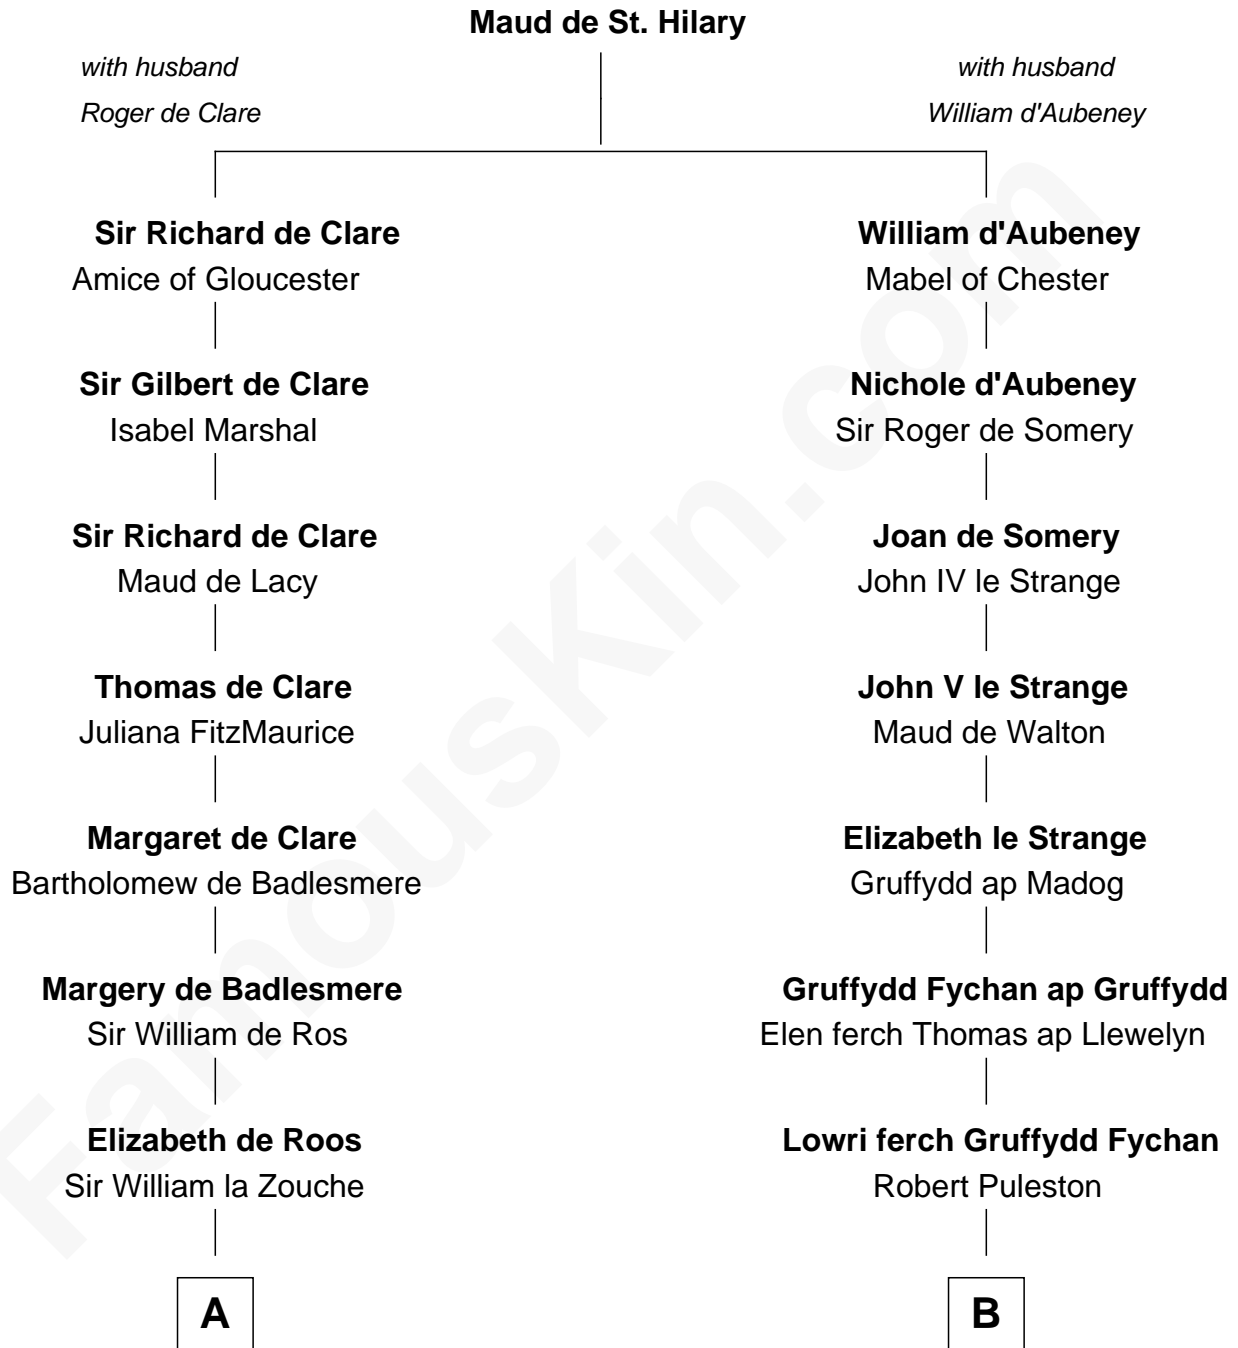 Maud de St. Hilary
with husband
Roger de Clare
with husband
William d'Aubeney
Sir Richard de Clare
Amice of Gloucester
William d'Aubeney
Mabel of Chester
Sir Gilbert de Clare
Isabel Marshal
Nichole d'Aubeney
Sir Roger de Somery
Sir Richard de Clare
Maud de Lacy
Joan de Somery
John IV le Strange
Thomas de Clare
Juliana FitzMaurice
John V le Strange
Maud de Walton
Margaret de Clare
Bartholomew de Badlesmere
Elizabeth le Strange
Gruffydd ap Madog
Margery de Badlesmere
Sir William de Ros
Gruffydd Fychan ap Gruffydd
Elen ferch Thomas ap Llewelyn
Elizabeth de Roos
Sir William la Zouche
Lowri ferch Gruffydd Fychan
Robert Puleston
A
B
FamousKin.com